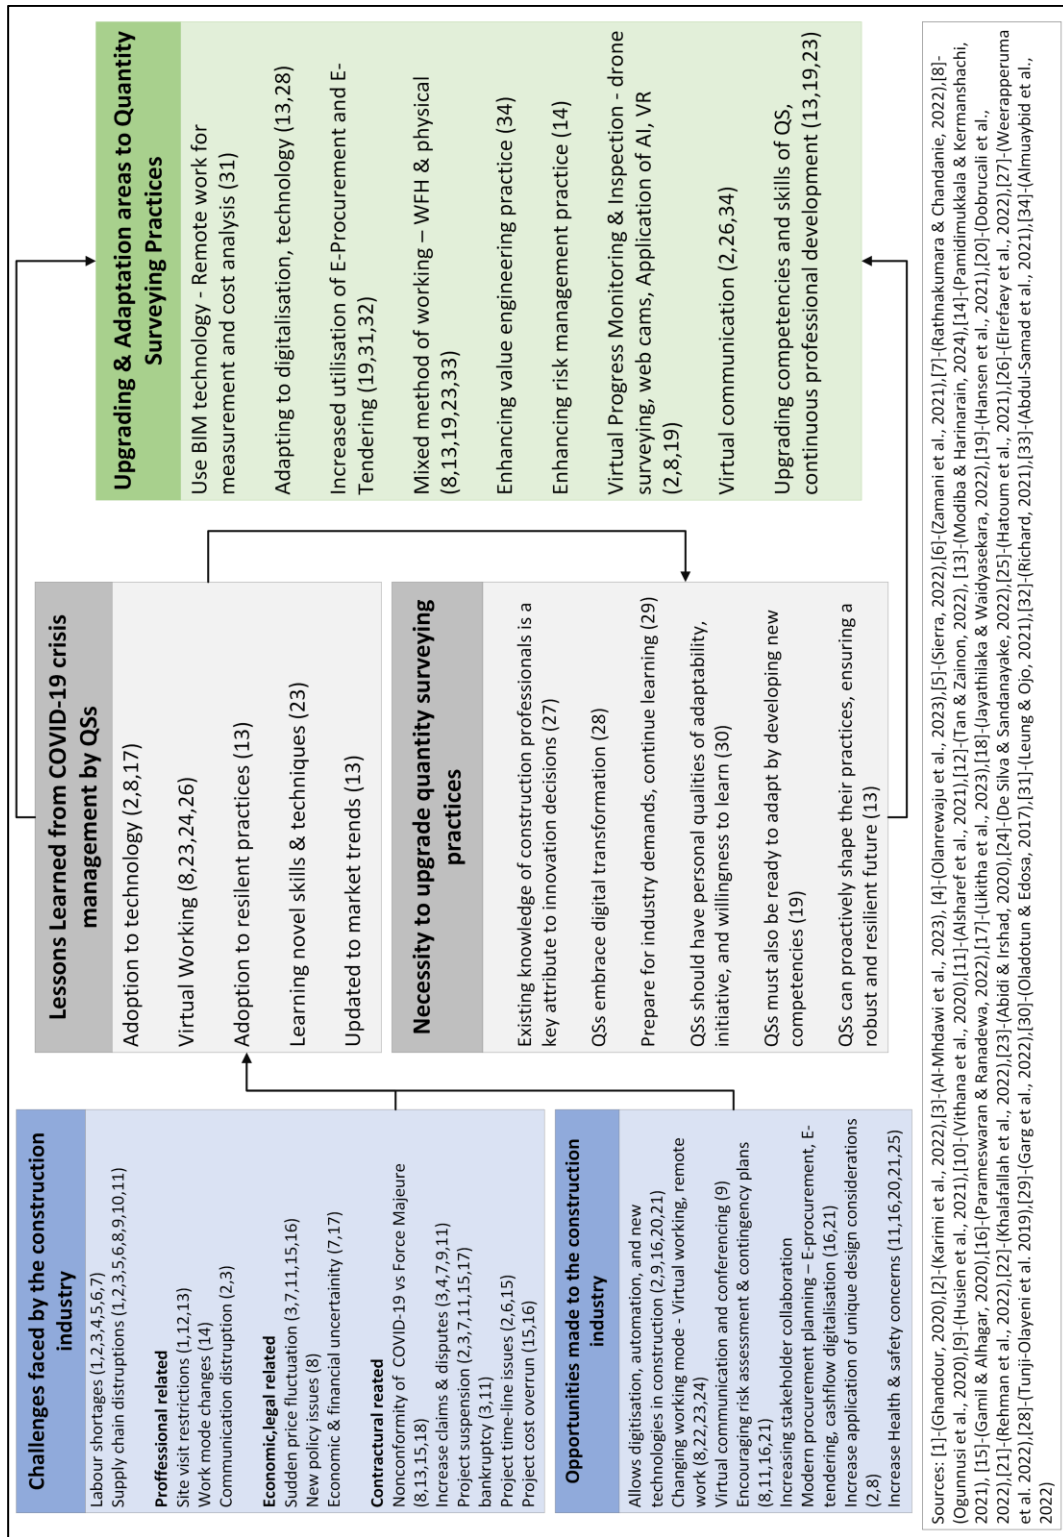 Challenges faced by the construction
industry
Labour shortages (1,2,3,4,5,6,7)
Supply chain distruptions (1,2,3,5,6,8,9,10,11)
Proffessional related
Site visit restrictions (1,12,13)
Work mode changes (14)
Communication distruption (2,3)
Economic,legal related
Sudden price fluctuation (3,7,11,15,16)
New policy issues (8)
Economic & financial uncertainity (7,17)
Contractural reated
Nonconformity of COVID-19 vs Force Majeure
(8,13,15,18)
Increase claims & disputes (3,4,7,9,11)
Project suspension (2,3,7,11,15,17)
bankruptcy (3,11)
Project time-line issues (2,6,15)
Project cost overrun (15,16)
Opportunities made to the construction
industry
Allows digitisation, automation, and new
technologies in construction (2,9,16,20,21)
Changing working mode - Virtual working, remote
work (8,22,23,24)
Virtual communication and conferencing (9)
Encouraging risk assessment & contingency plans
(8,11,16,21)
Increasing stakeholder collaboration
Modern procurement planning – E-procurement, E-
tendering, cashflow digitalisation (16,21)
Increase application of unique design considerations
(2,8)
Increase Health & safety concerns (11,16,20,21,25)
Lessons Learned from COVID-19 crisis
management by QSs
Adoption to technology (2,8,17)
Virtual Working (8,23,24,26)
Adoption to resilent practices (13)
Learning novel skills & techniques (23)
Updated to market trends (13)
Necessity to upgrade quantity surveying
practices
Existing knowledge of construction professionals is a
key attribute to innovation decisions (27)
QSs embrace digital transformation (28)
Prepare for industry demands, continue learning (29)
QSs should have personal qualities of adaptability,
initiative, and willingness to learn (30)
QSs must also be ready to adapt by developing new
competencies (19)
QSs can proactively shape their practices, ensuring a
robust and resilient future (13)
Upgrading & Adaptation areas to Quantity
Surveying Practices
Use BIM technology - Remote work for
measurement and cost analysis (31)
Adapting to digitalisation, technology (13,28)
Increased utilisation of E-Procurement and E-
Tendering (19,31,32)
Mixed method of working – WFH & physical
(8,13,19,23,33)
Enhancing value engineering practice (34)
Enhancing risk management practice (14)
Virtual Progress Monitoring & Inspection - drone
surveying, web cams, Application of AI, VR
(2,8,19)
Virtual communication (2,26,34)
Upgrading competencies and skills of QS,
continuous professional development (13,19,23)
Sources: [1]-(Ghandour, 2020),[2]-(Karimi et al., 2022),[3]-(Al-Mhdawi et al., 2023), [4]-(Olanrewaju et al., 2023),[5]-(Sierra, 2022),[6]-(Zamani et al., 2021),[7]-(Rathnakumara & Chandanie, 2022),[8]-
(Ogunnusi et al., 2020),[9]-(Husien et al., 2021),[10]-(Vithana et al., 2020),[11]-(Alsharef et al., 2021),[12]-(Tan & Zainon, 2022), [13]-(Modiba & Harinarain, 2024),[14]-(Pamidimukkala & Kermanshachi,
2021), [15]-(Gamil & Alhagar, 2020),[16]-(Parameswaran & Ranadewa, 2022),[17]-(Likitha et al., 2023),[18]-(Jayathilaka & Waidyasekara, 2022),[19]-(Hansen et al., 2021),[20]-(Dobrucali et al.,
2022),[21]-(Rehman et al., 2022),[22]-(Khalafallah et al., 2022),[23]-(Abidi & Irshad, 2020),[24]-(De Silva & Sandanayake, 2022),[25]-(Hatoum et al., 2021),[26]-(Elrefaey et al., 2022),[27]-(Weerapperuma
et al. 2022),[28]-(Tunji-Olayeni et al. 2019),[29]-(Garg et al., 2022),[30]-(Oladotun & Edosa, 2017),[31]-(Leung & Ojo, 2021),[32]-(Richard, 2021),[33]-(Abdul-Samad et al., 2021),[34]-(Almuaybid et al.,
2022)